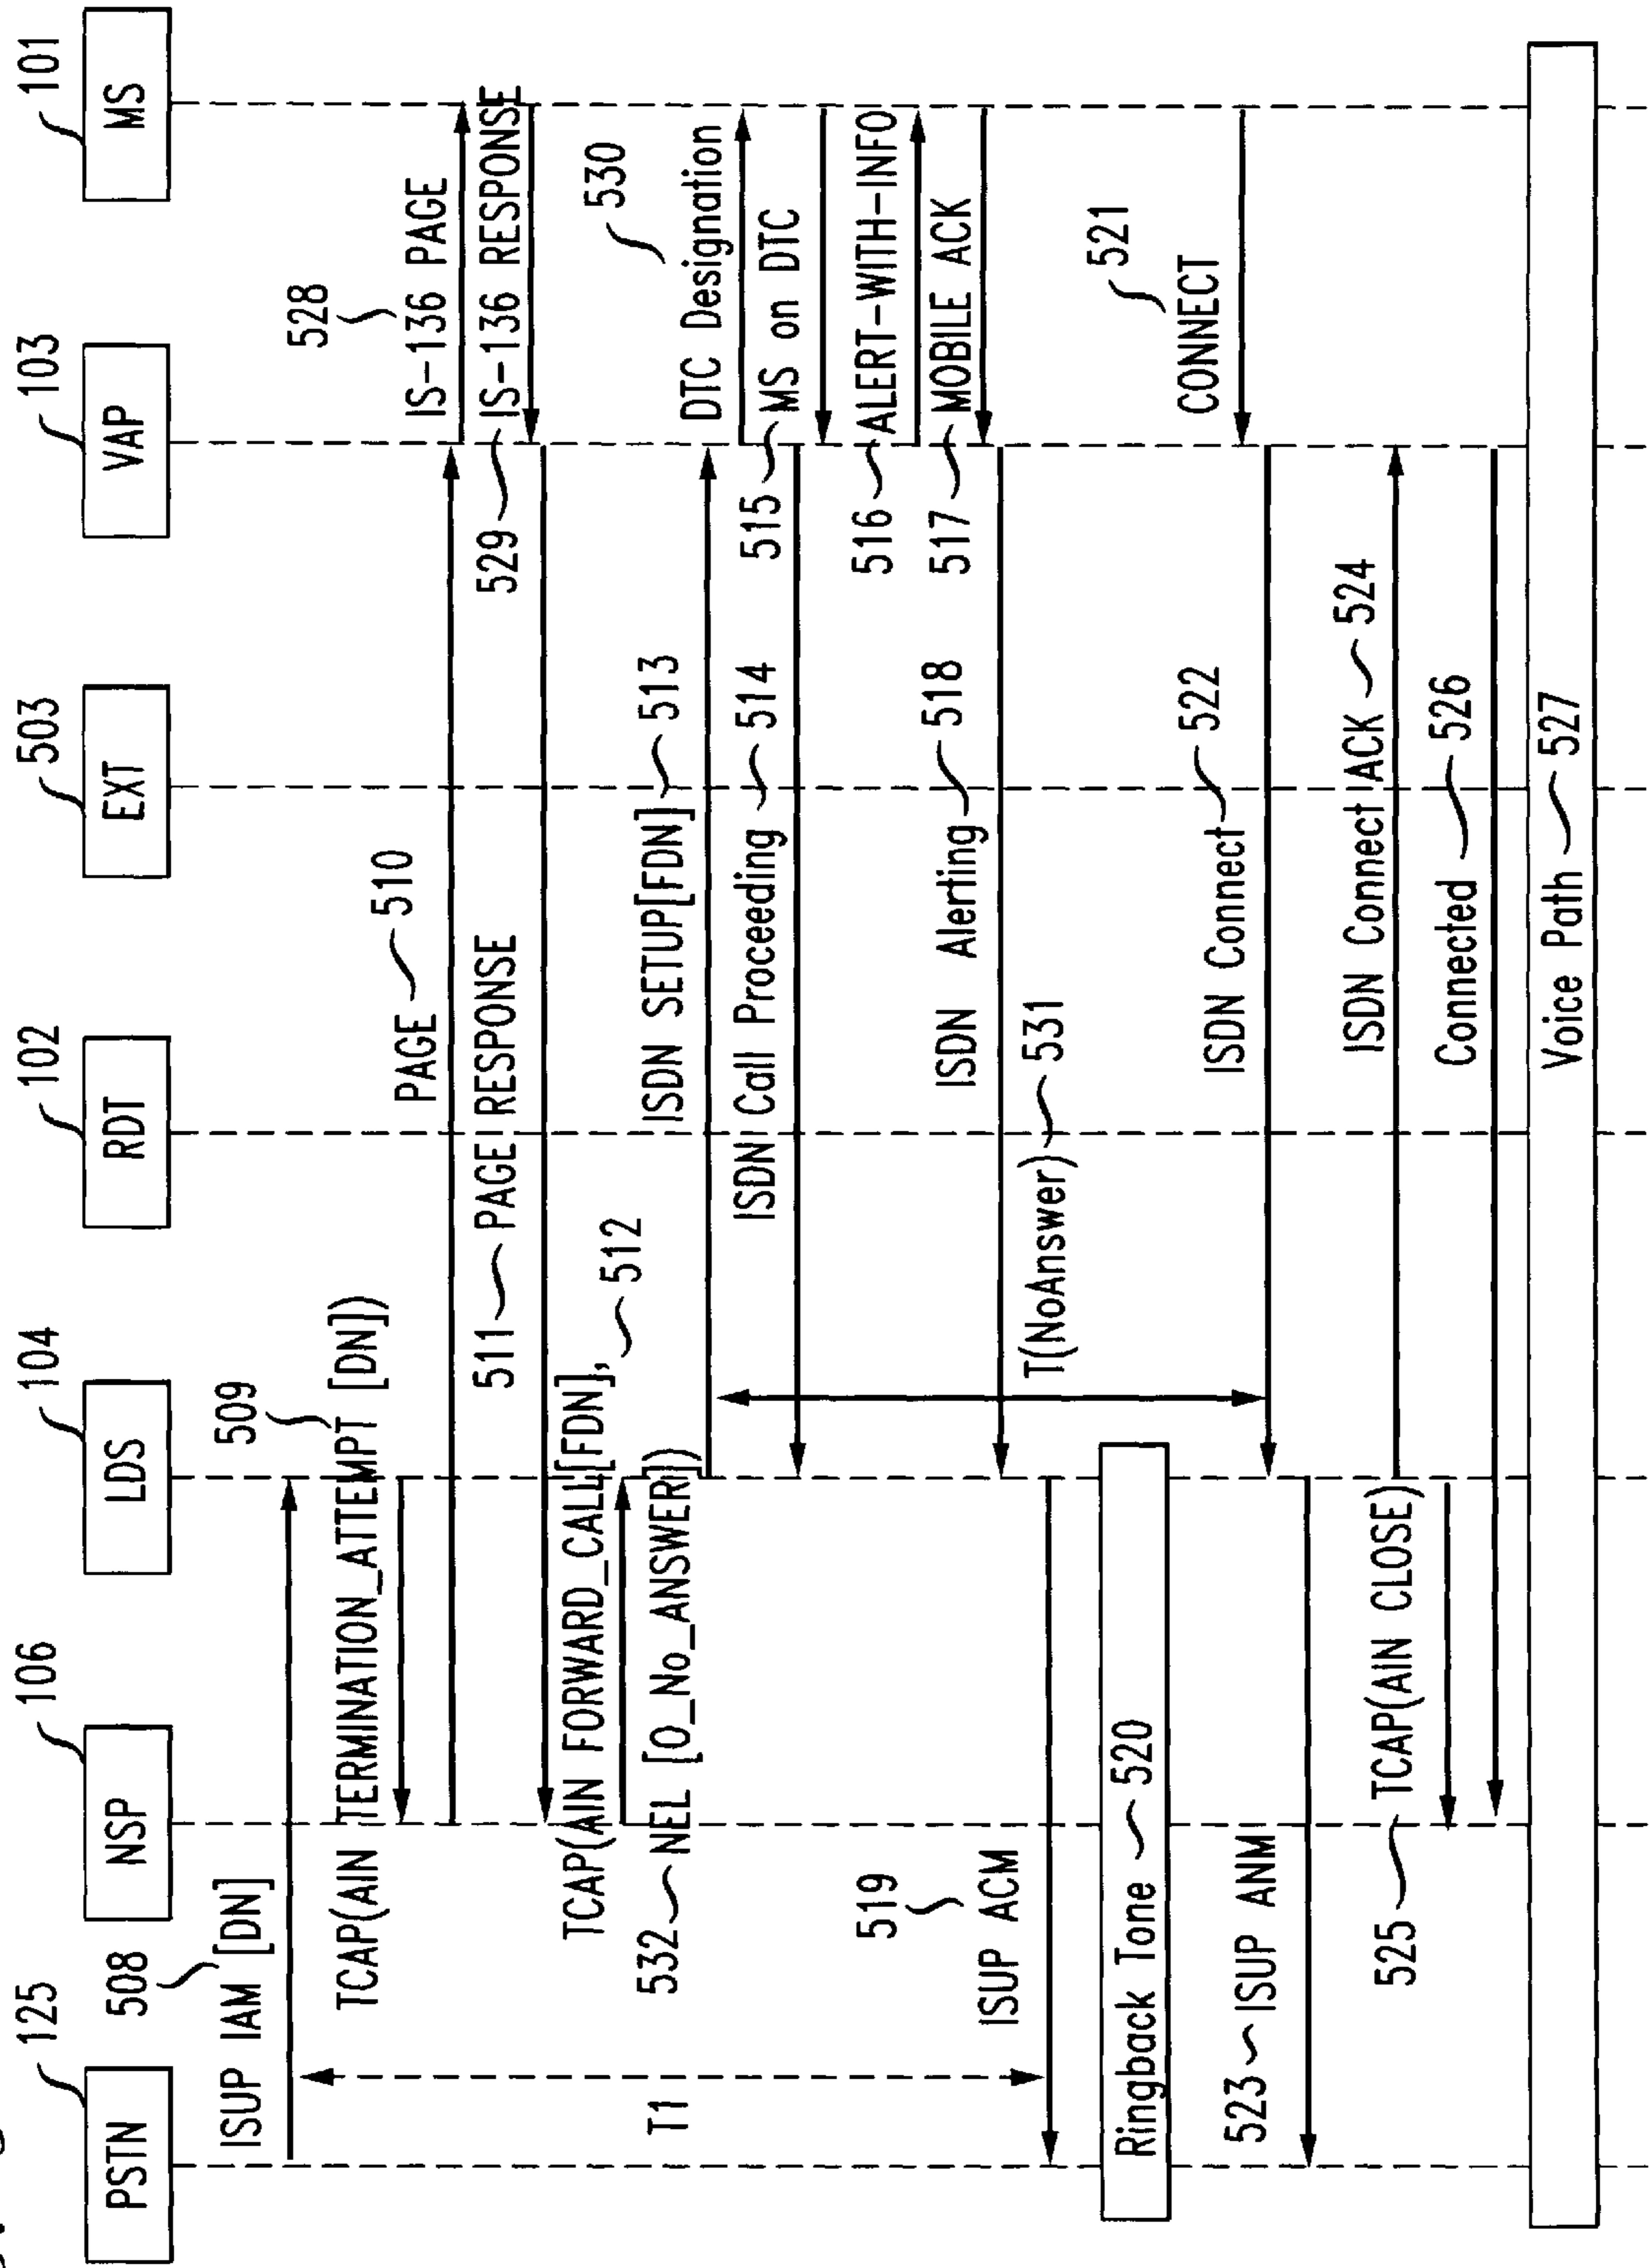 125
106
104
102
503
103
101
PSTN
NSP
LDS
RDT
EXT
VAP
MS
508
ISUP IAM [DN]
509
TCAP(AIN TERMINATION_ATTEMPT [DN])
PAGE 510
528
IS-136 PAGE
511 PAGE RESPONSE
529 IS-136 RESPONSE
TCAP(AIN FORWARD_CALL[FDN], 512
532 NEL [O_No_ANSWER])
530
ISDN SETUP[FDN] 513
DTC Designation
ISDN Call Proceeding 514
515 MS on DTC
516 ALERT-WITH-INFO
517 MOBILE ACK
T1
519
ISUP ACM
ISDN Alerting 518
T(NoAnswer) 531
Ringback Tone 520
521
CONNECT
ISDN Connect 522
523 ISUP ANM
ISDN Connect ACK 524
525 TCAP(AIN CLOSE)
Connected 526
Voice Path 527